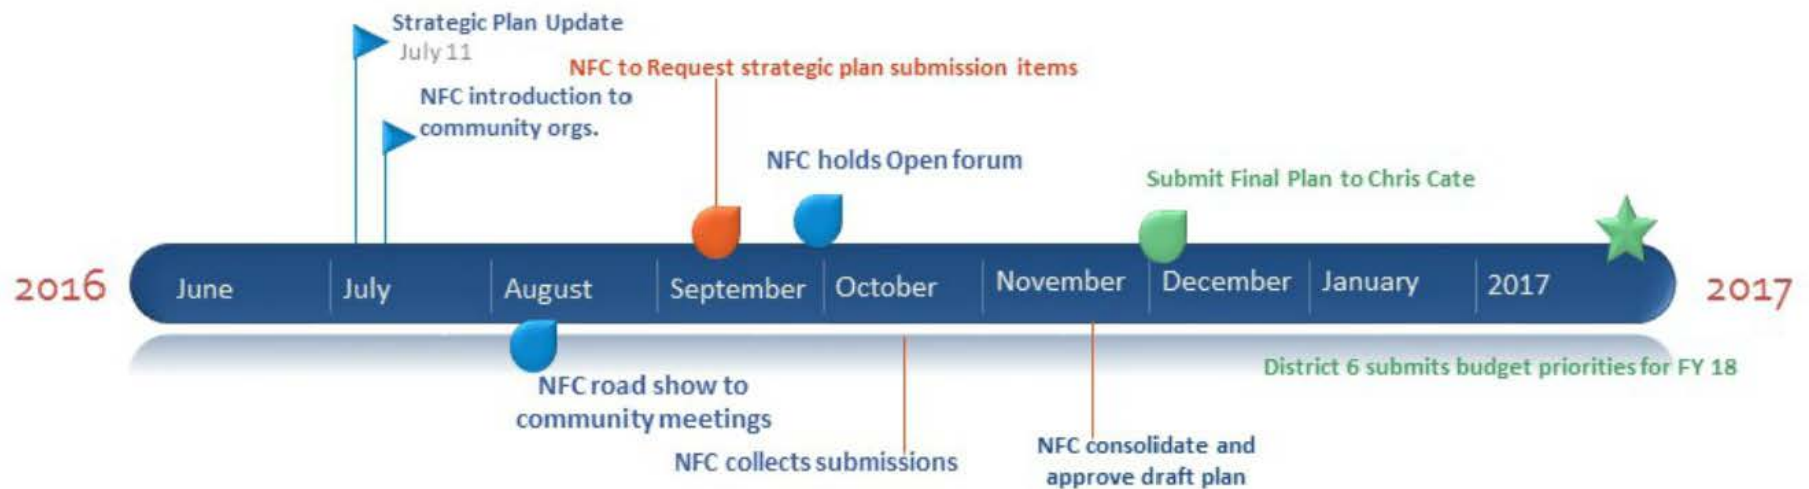 Strategic Plan Update
July 11
NFC to Request strategic plan submission items
NFC introduction to
community orgs.
NFC holds Open forum
Submit Final Plan to Chris Cate
2016
June
July
August
September
October
November
December
January
2017
2017
District 6 submits budget priorities for FY 18
NFC road show to
community meetings
NFC collects submissions
NFC consolidate and
approve draft plan